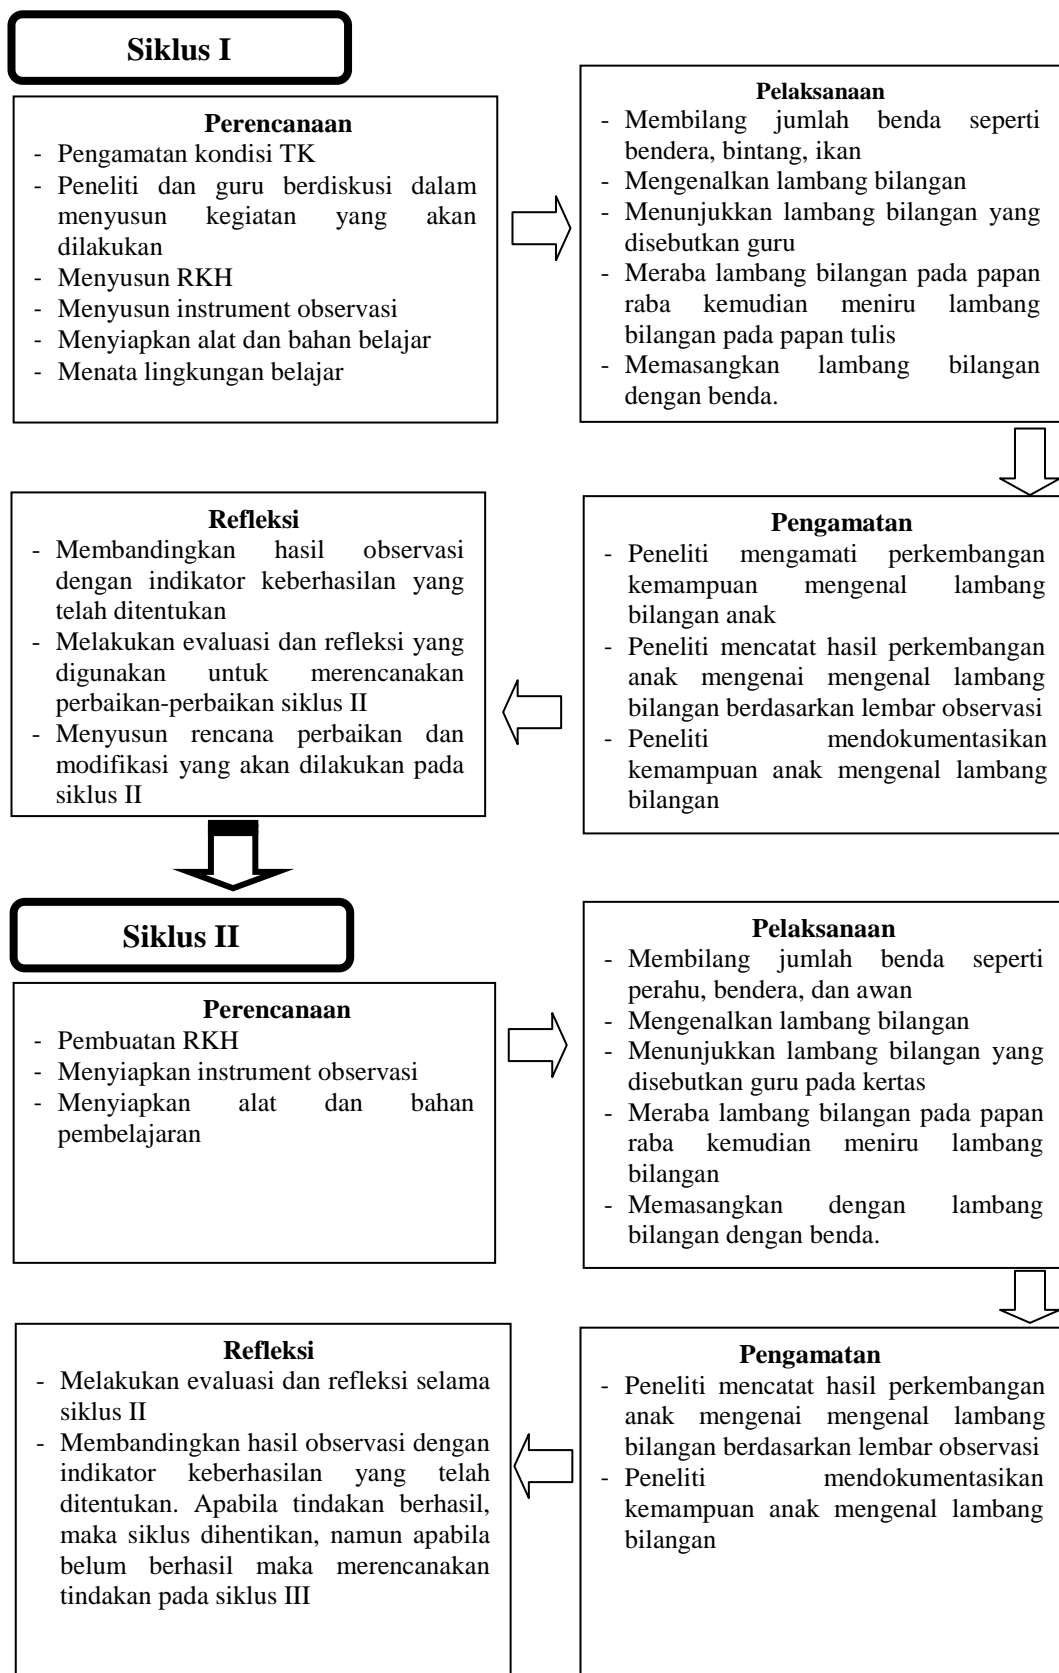 Siklus I
Perencanaan
- Pengamatan kondisi TK
- Peneliti dan guru berdiskusi dalam
menyusun kegiatan yang akan
dilakukan
- Menyusun RKH
- Menyusun instrument observasi
- Menyiapkan alat dan bahan belajar
- Menata lingkungan belajar
Pelaksanaan
- Membilang jumlah benda seperti
bendera, bintang, ikan
- Mengenalkan lambang bilangan
- Menunjukkan lambang bilangan yang
disebutkan guru
- Meraba lambang bilangan pada papan
raba kemudian meniru lambang
bilangan pada papan tulis
- Memasangkan lambang bilangan
dengan benda.
Pengamatan
- Peneliti mengamati perkembangan
kemampuan mengenal lambang
bilangan anak
- Peneliti mencatat hasil perkembangan
anak mengenai mengenal lambang
bilangan berdasarkan lembar observasi
- Peneliti mendokumentasikan
kemampuan anak mengenal lambang
bilangan
Refleksi
- Membandingkan hasil observasi
dengan indikator keberhasilan yang
telah ditentukan
- Melakukan evaluasi dan refleksi yang
digunakan untuk merencanakan
perbaikan-perbaikan siklus II
- Menyusun rencana perbaikan dan
modifikasi yang akan dilakukan pada
siklus II
Siklus II
Perencanaan
- Pembuatan RKH
- Menyiapkan instrument observasi
- Menyiapkan alat dan bahan
pembelajaran
Pelaksanaan
- Membilang jumlah benda seperti
perahu, bendera, dan awan
- Mengenalkan lambang bilangan
- Menunjukkan lambang bilangan yang
disebutkan guru pada kertas
- Meraba lambang bilangan pada papan
raba kemudian meniru lambang
bilangan
- Memasangkan dengan lambang
bilangan dengan benda.
Pengamatan
- Peneliti mencatat hasil perkembangan
anak mengenai mengenal lambang
bilangan berdasarkan lembar observasi
- Peneliti mendokumentasikan
kemampuan anak mengenal lambang
bilangan
Refleksi
- Melakukan evaluasi dan refleksi selama
siklus II
- Membandingkan hasil observasi dengan
indikator keberhasilan yang telah
ditentukan. Apabila tindakan berhasil,
maka siklus dihentikan, namun apabila
belum berhasil maka merencanakan
tindakan pada siklus III